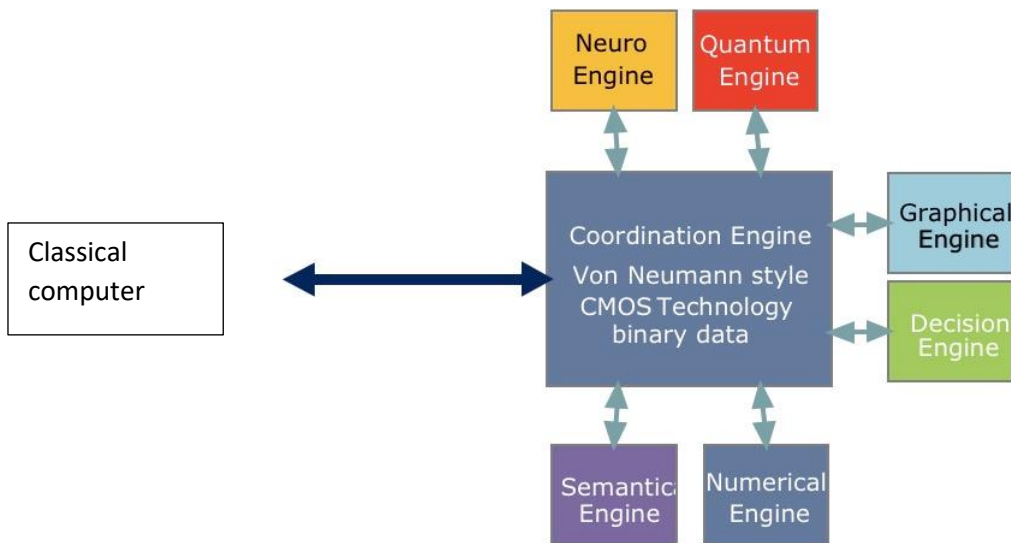 Neuro
Engine
Quantum
Engine
Classical
computer
Coordination Engine
Von Neumann style
CMOS Technology
binary data
Graphical
Engine
Decision
Engine
Semantica
Engine
Numerical
Engine